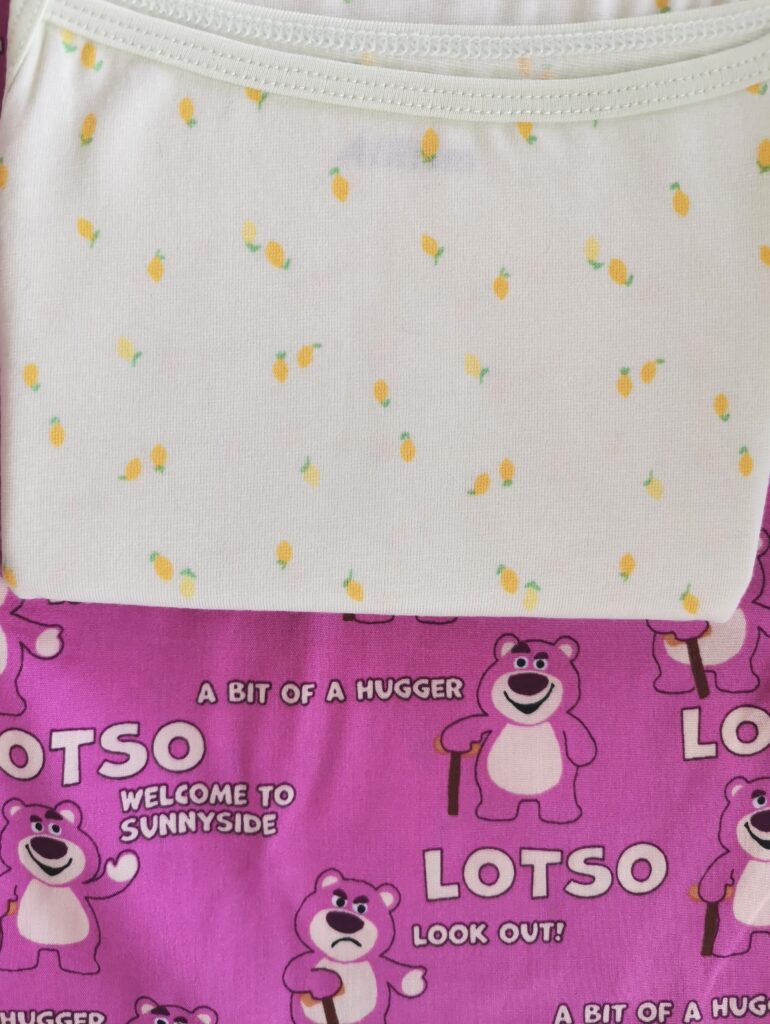 A BIT OF A HUGGER
LOTSO
LO
WELCOME TO
SUNNYSIDE
LOTSO
LOOK OUT!
HUGGER
A BIT OF A HUGG